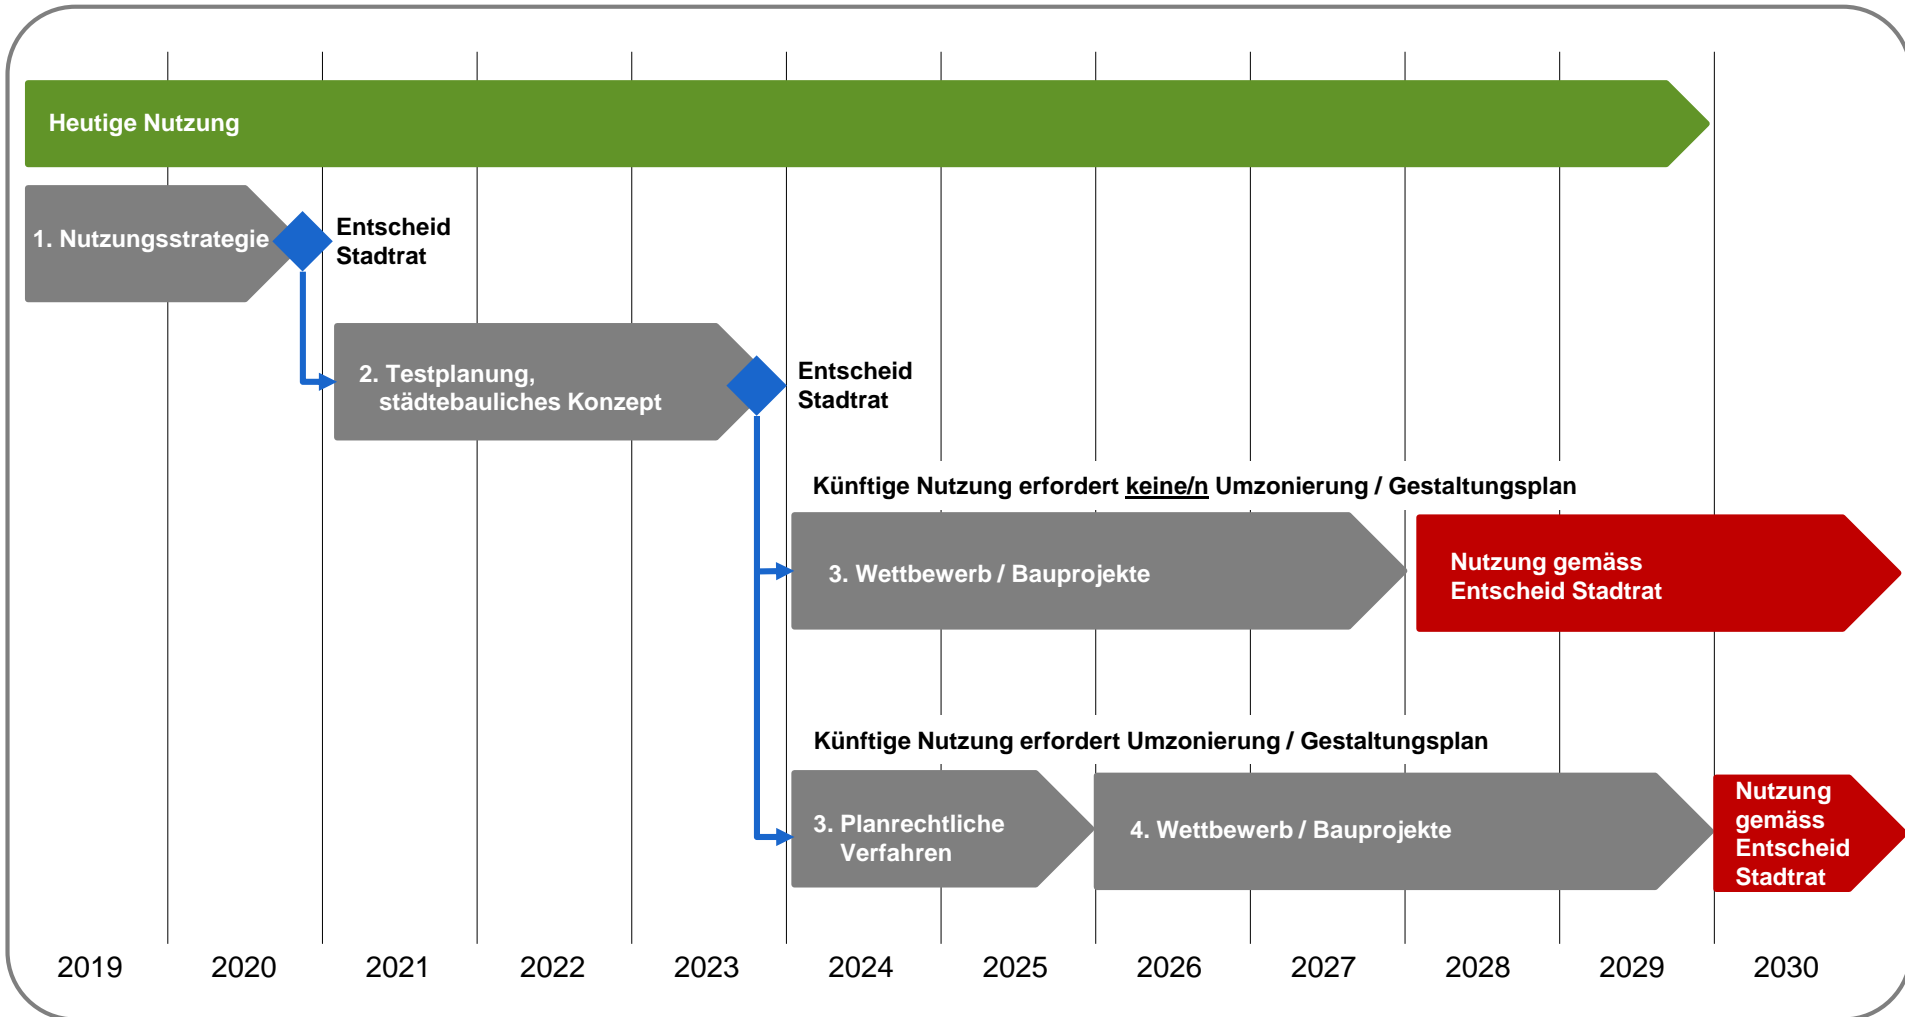 Heutige Nutzung
1. Nutzungsstrategie
Entscheid
Stadtrat
2. Testplanung,
städtebauliches Konzept
Entscheid
Stadtrat
Künftige Nutzung erfordert keine/n Umzonierung / Gestaltungsplan
3. Wettbewerb / Bauprojekte
Nutzung gemäss
Entscheid Stadtrat
Künftige Nutzung erfordert Umzonierung / Gestaltungsplan
3. Planrechtliche
Verfahren
4. Wettbewerb / Bauprojekte
Nutzung
gemäss
Entscheid
Stadtrat
2019 2020 2021 2022 2023 2024 2025 2026 2027 2028 2029 2030